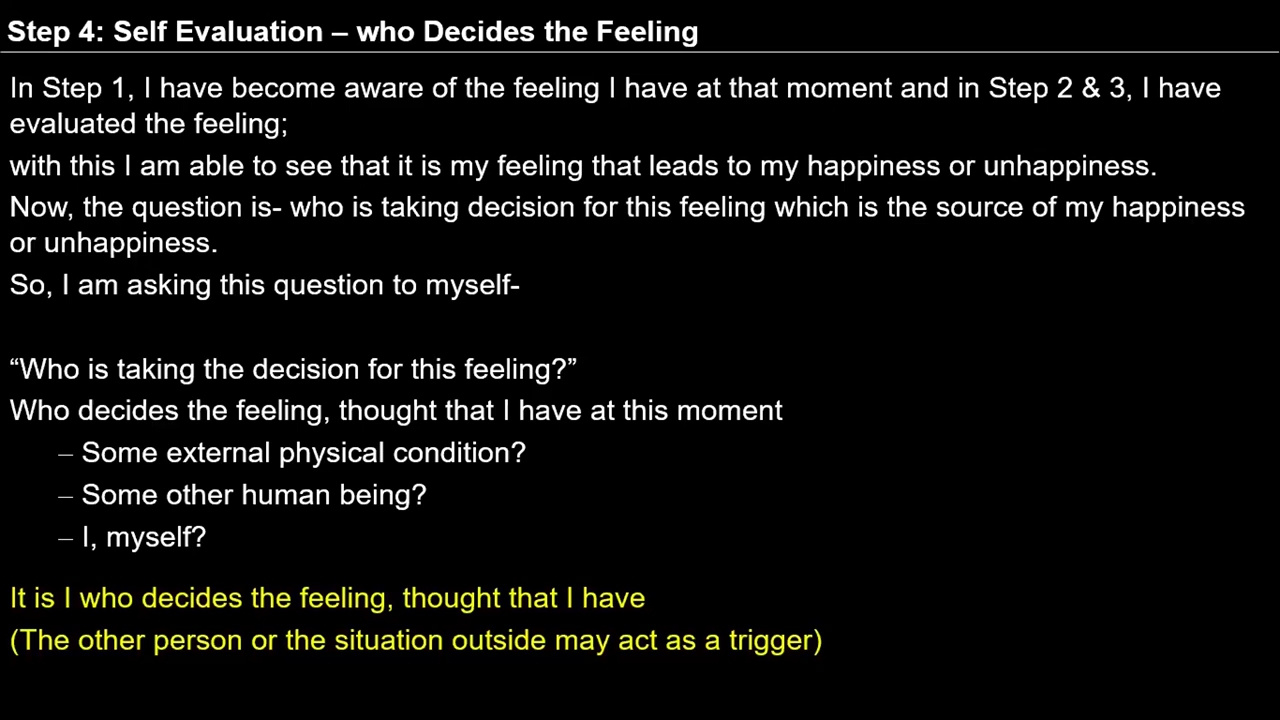 Step 4: Self Evaluation – who Decides the Feeling
In Step 1, I have become aware of the feeling I have at that moment and in Step 2 & 3, I have
evaluated the feeling;
with this I am able to see that it is my feeling that leads to my happiness or unhappiness.
Now, the question is- who is taking decision for this feeling which is the source of my happiness
or unhappiness.
So, I am asking this question to myself-
“Who is taking the decision for this feeling?”
Who decides the feeling, thought that I have at this moment
– Some external physical condition?
– Some other human being?
– I, myself?
It is I who decides the feeling, thought that I have
(The other person or the situation outside may act as a trigger)